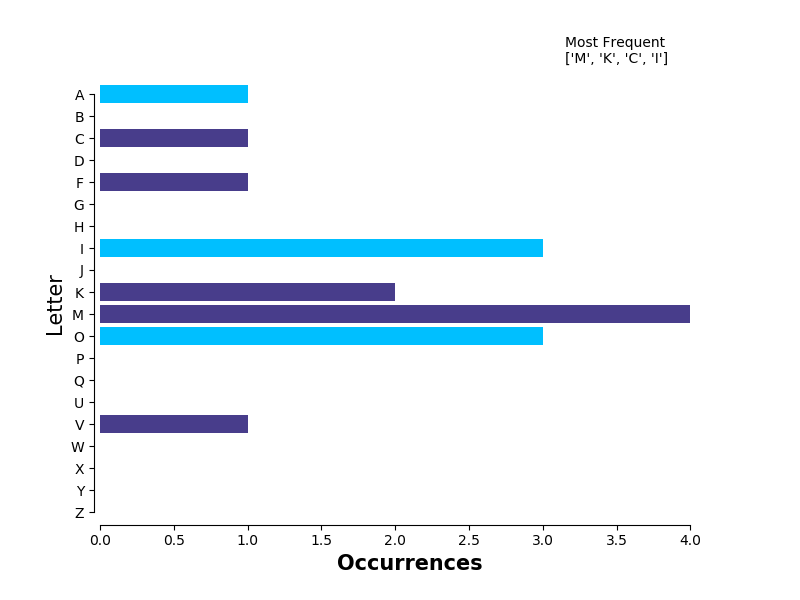 Most Frequent
['M', 'K', 'C', 'I']
A
B
C
D
F
G
H
I
J
K
M
O
P
Q
U
V
W
X
Y
Z
Letter
0.0 0.5 1.0 1.5 2.0 2.5 3.0 3.5 4.0
Occurrences